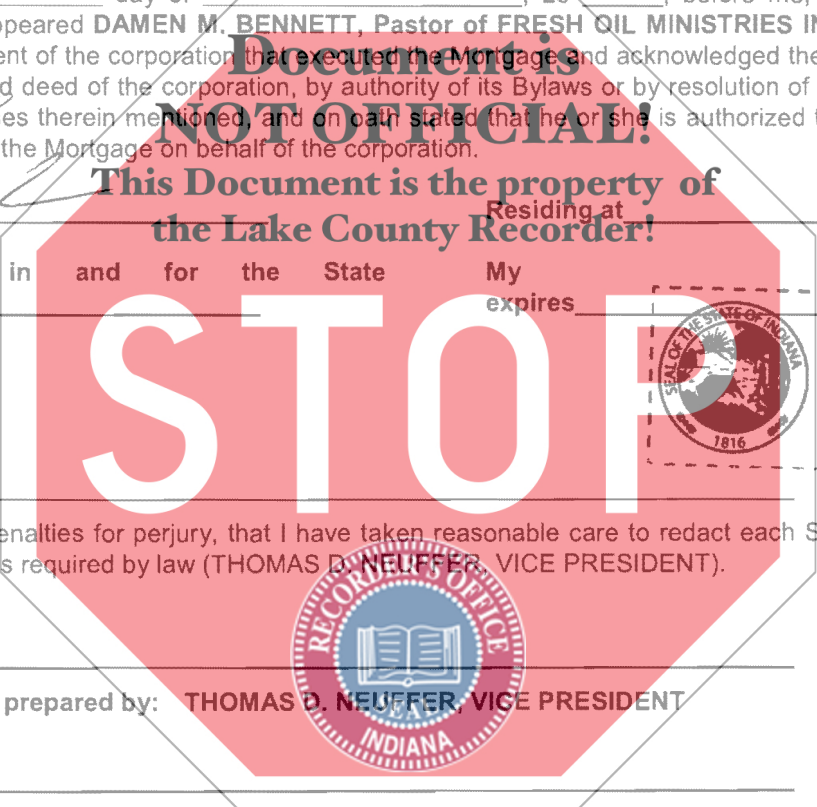 day of , 20 , before me,
ppeared DAMEN M. BENNETT, Pastor of FRESH OIL MINISTRIES IN
Document is
ent of the corporation that executed the Mortgage and acknowledged the
d deed of the corporation, by authority of its Bylaws or by resolution of
NOT OFFICIAL!
es therein mentioned, and on oath stated that he or she is authorized t
the Mortgage on behalf of the corporation.
This Document is the property of
Residing at
the Lake County Recorder!
in and for the State My
expires
STOP
SEAL OF THE STATE OF INDIANA
1816
enalties for perjury, that I have taken reasonable care to redact each S
s required by law (THOMAS D. NEUFFER, VICE PRESIDENT).
RECORDER'S OFFICE
SEAL
INDIANA
prepared by: THOMAS D. NEUFFER, VICE PRESIDENT